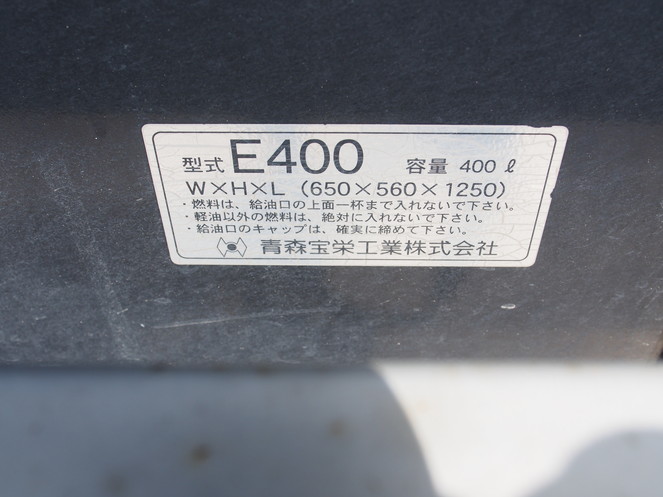 型式 E400 容量 400ℓ
W×H×L (650×560×1250)
・燃料は、給油口の上面一杯まで入れないで下さい。
・軽油以外の燃料は、絶対に入れないで下さい。
・給油口のキャップは、確実に締めて下さい。
青森宝栄工業株式会社